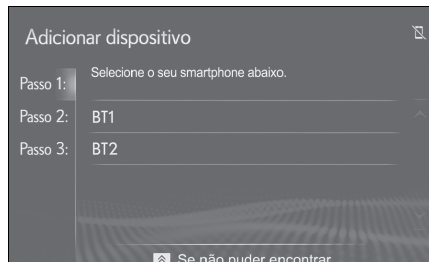 Adicionar dispositivo
Passo 1:
Selecione o seu smartphone abaixo.
Passo 2:
BT1
Passo 3:
BT2
Se não puder encontrar